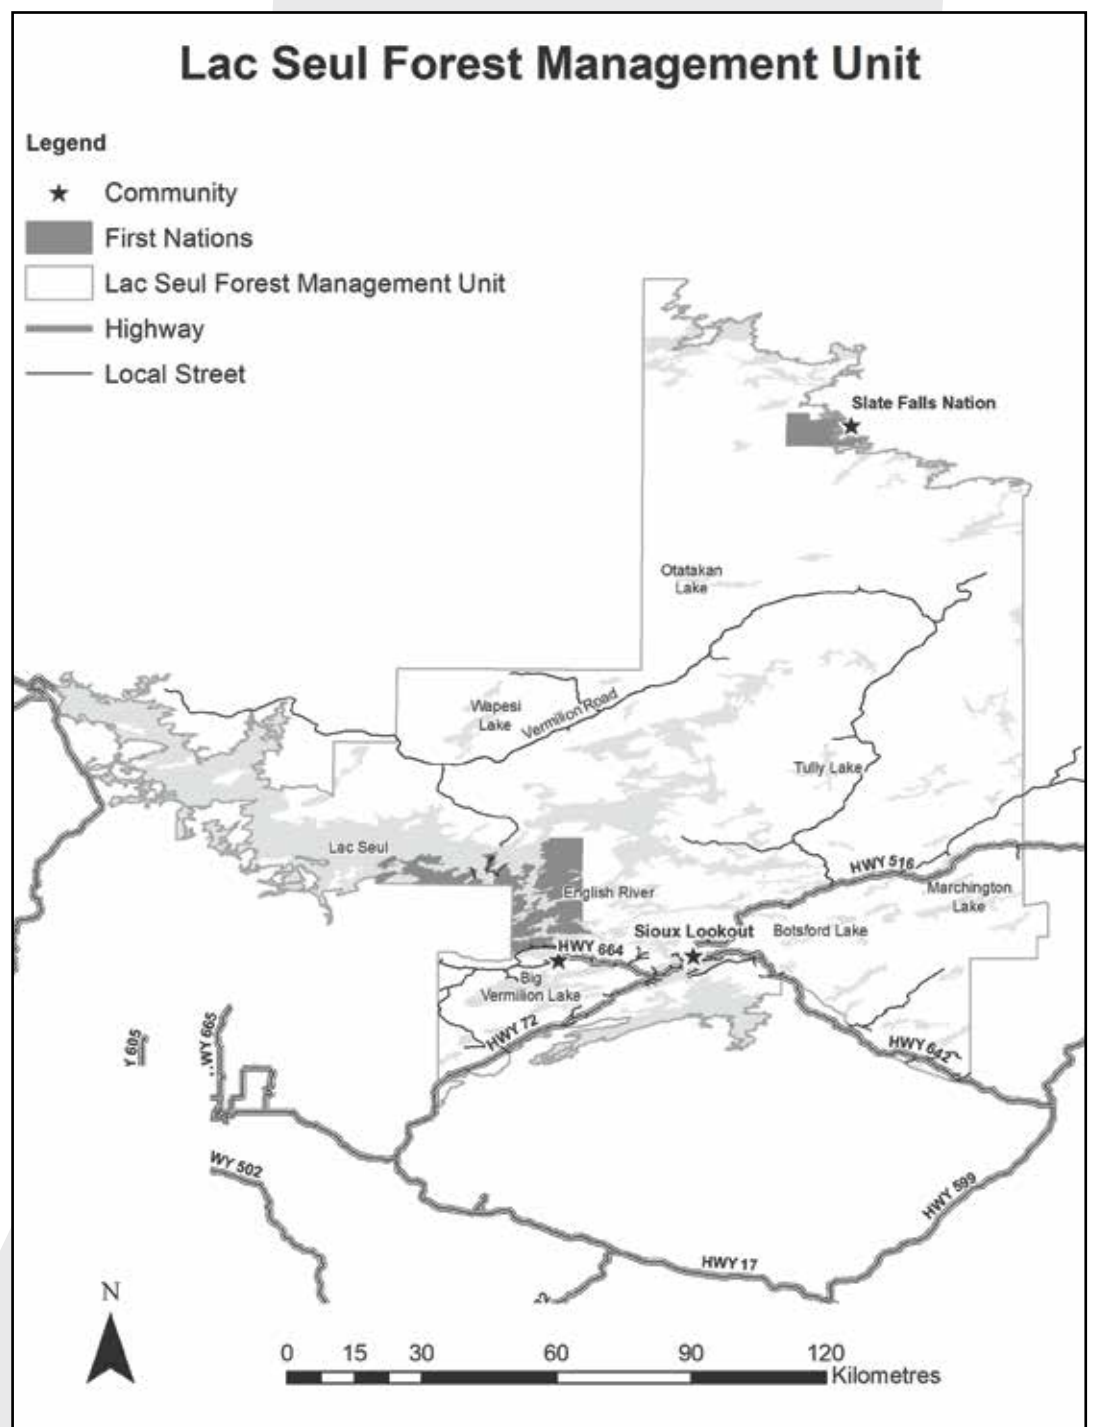 Lac Seul Forest Management Unit
Legend
Community
First Nations
Lac Seul Forest Management Unit
Highway
Local Street
Slate Falls Nation
Otatakan
Lake
Wapesi
Lake
Vermilion Road
Tully Lake
Lac Seul
HWY 516
English River
Marchington
Lake
Sioux Lookout
Botsford Lake
HWY 664
Big
Vermilion Lake
HWY 72
HWY 642
Y 605
WY 665
WY 502
HWY 599
HWY 17
N
0 15 30 60 90 120
Kilometres